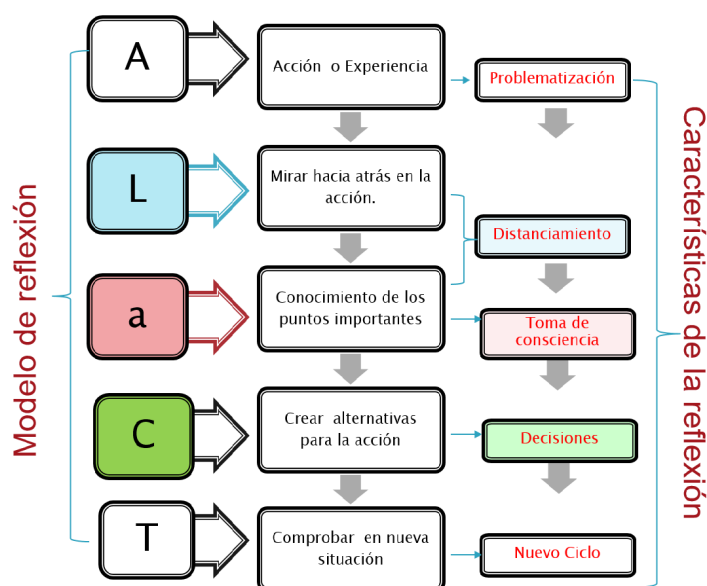 Modelo de reflexión
A
Acción o Experiencia
Problematización
L
Mirar hacia atrás en la
acción.
Distanciamiento
a
Conocimiento de los
puntos importantes
Toma de
consciencia
C
Crear alternativas
para la acción
Decisiones
T
Comprobar en nueva
situación
Nuevo Ciclo
Características de la reflexión